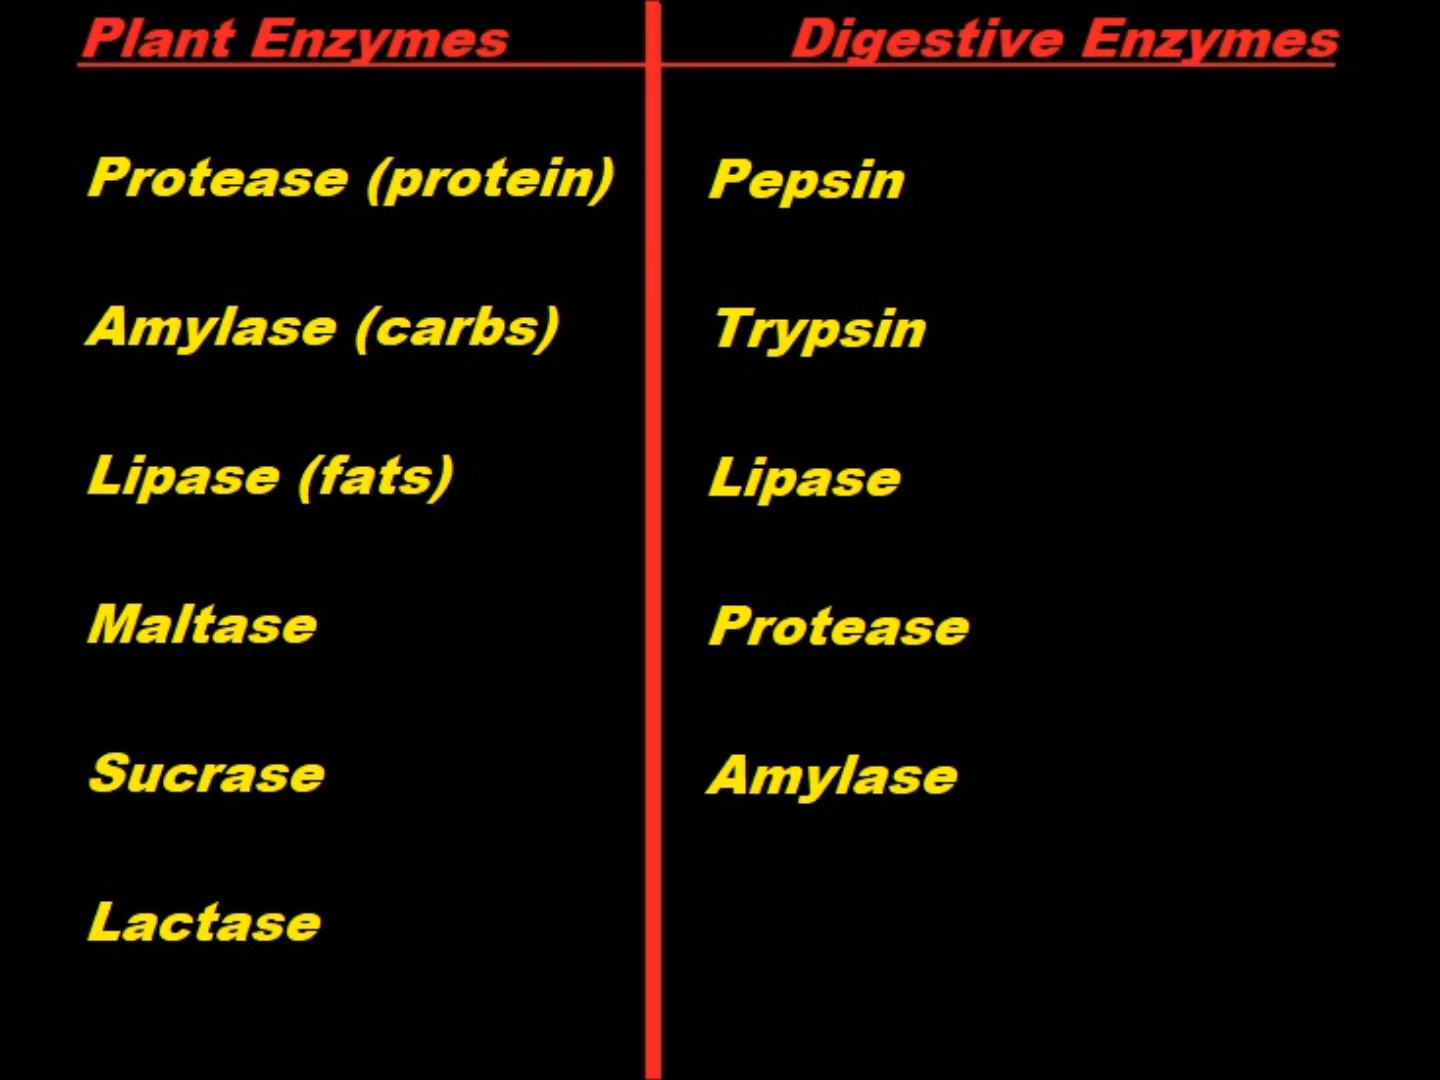 Plant Enzymes
Protease (protein)
Amylase (carbs)
Lipase (fats)
Maltase
Sucrase
Lactase
Digestive Enzymes
Pepsin
Trypsin
Lipase
Protease
Amylase